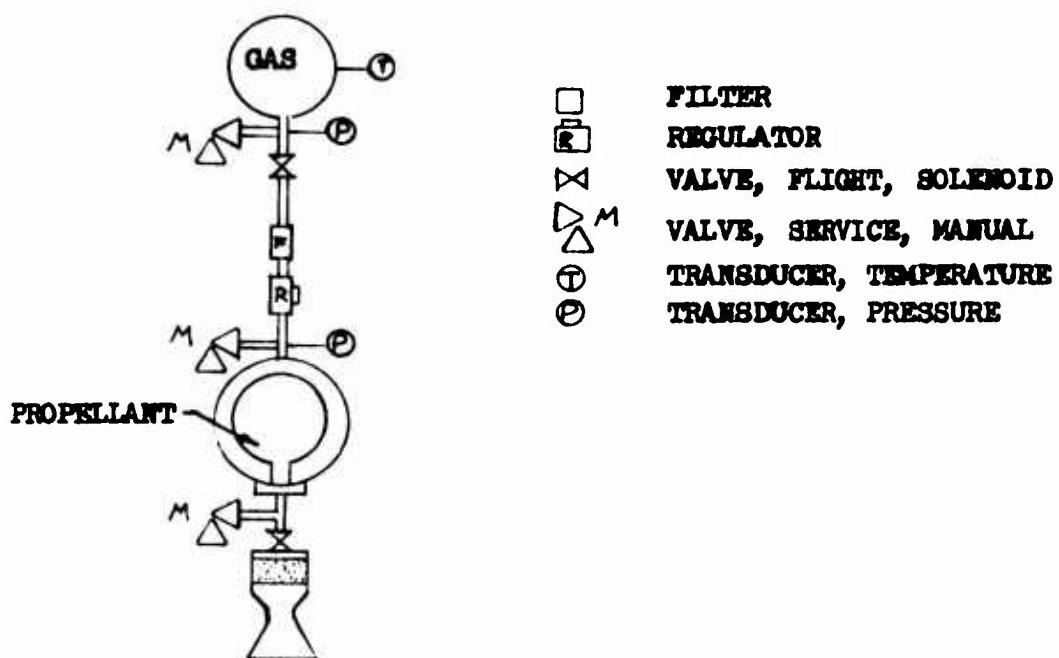 GAS
T
M
P
F
R
M
P
PROPELLANT
M
FILTER
R REGULATOR
VALVE, FLIGHT, SOLENOID
M VALVE, SERVICE, MANUAL
T TRANSDUCER, TEMPERATURE
P TRANSDUCER, PRESSURE